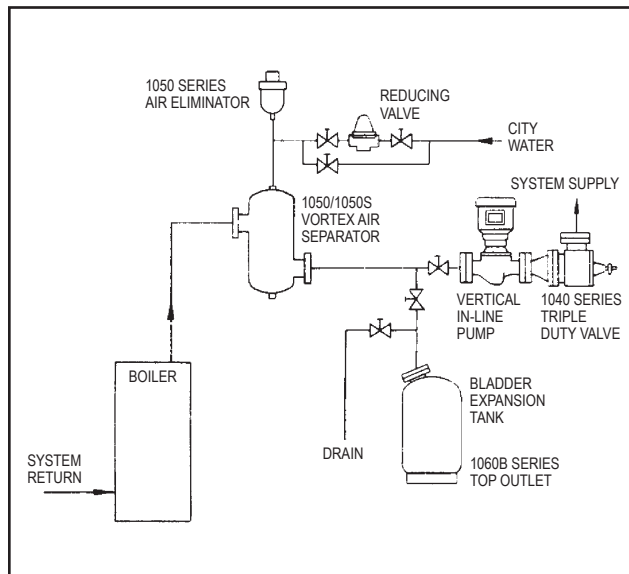 1050 SERIES
AIR ELIMINATOR
REDUCING
VALVE
CITY
WATER
SYSTEM SUPPLY
1050/1050S
VORTEX AIR
SEPARATOR
VERTICAL
IN-LINE
PUMP
1040 SERIES
TRIPLE
DUTY VALVE
BOILER
BLADDER
EXPANSION
TANK
DRAIN
SYSTEM
RETURN
1060B SERIES
TOP OUTLET